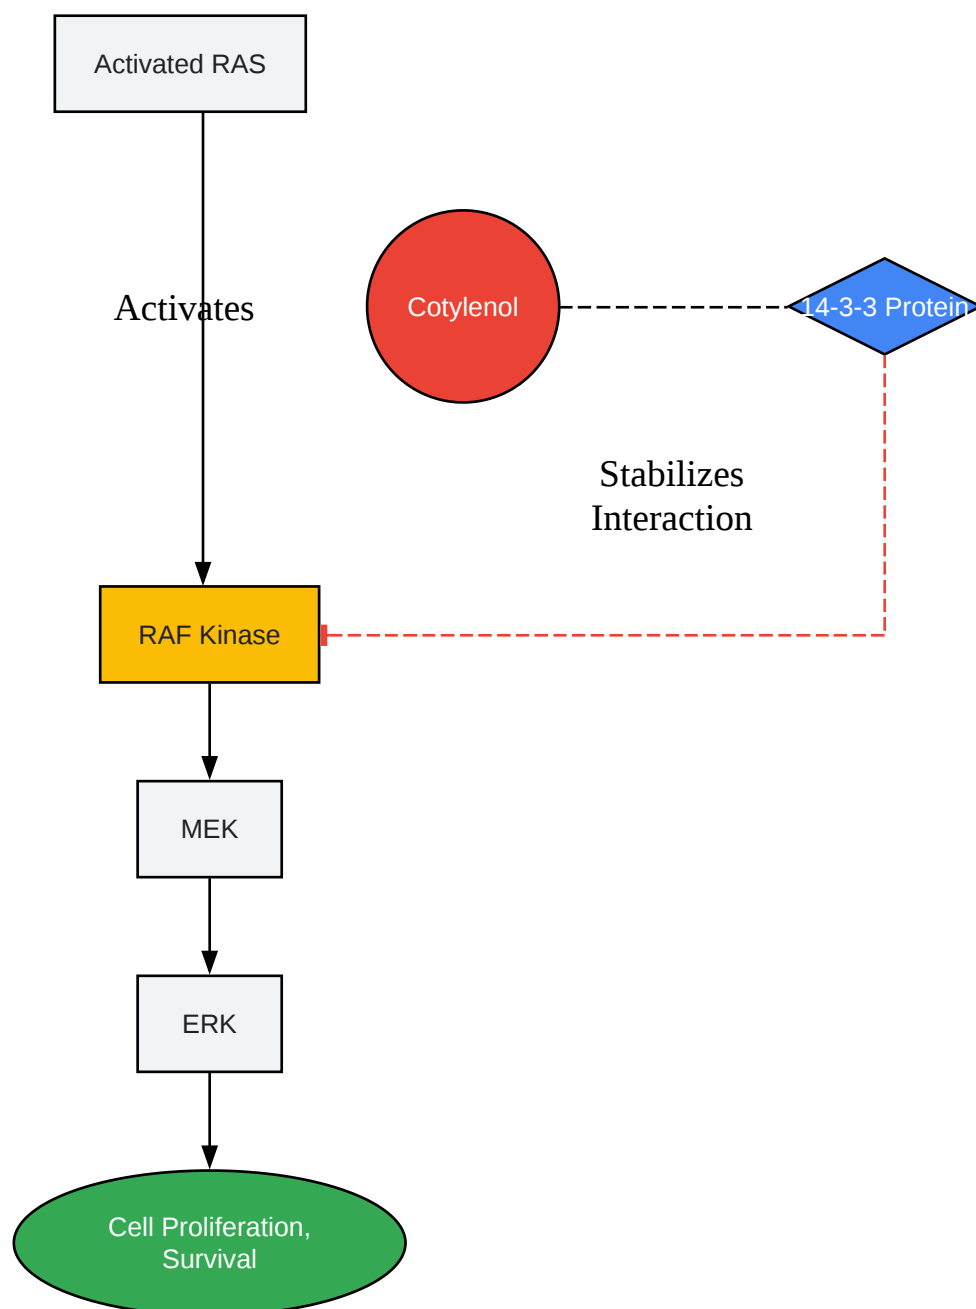 Activated RAS
Activates
Cotylenol
14-3-3 Protein
Stabilizes
Interaction
RAF Kinase
MEK
ERK
Cell Proliferation,
Survival